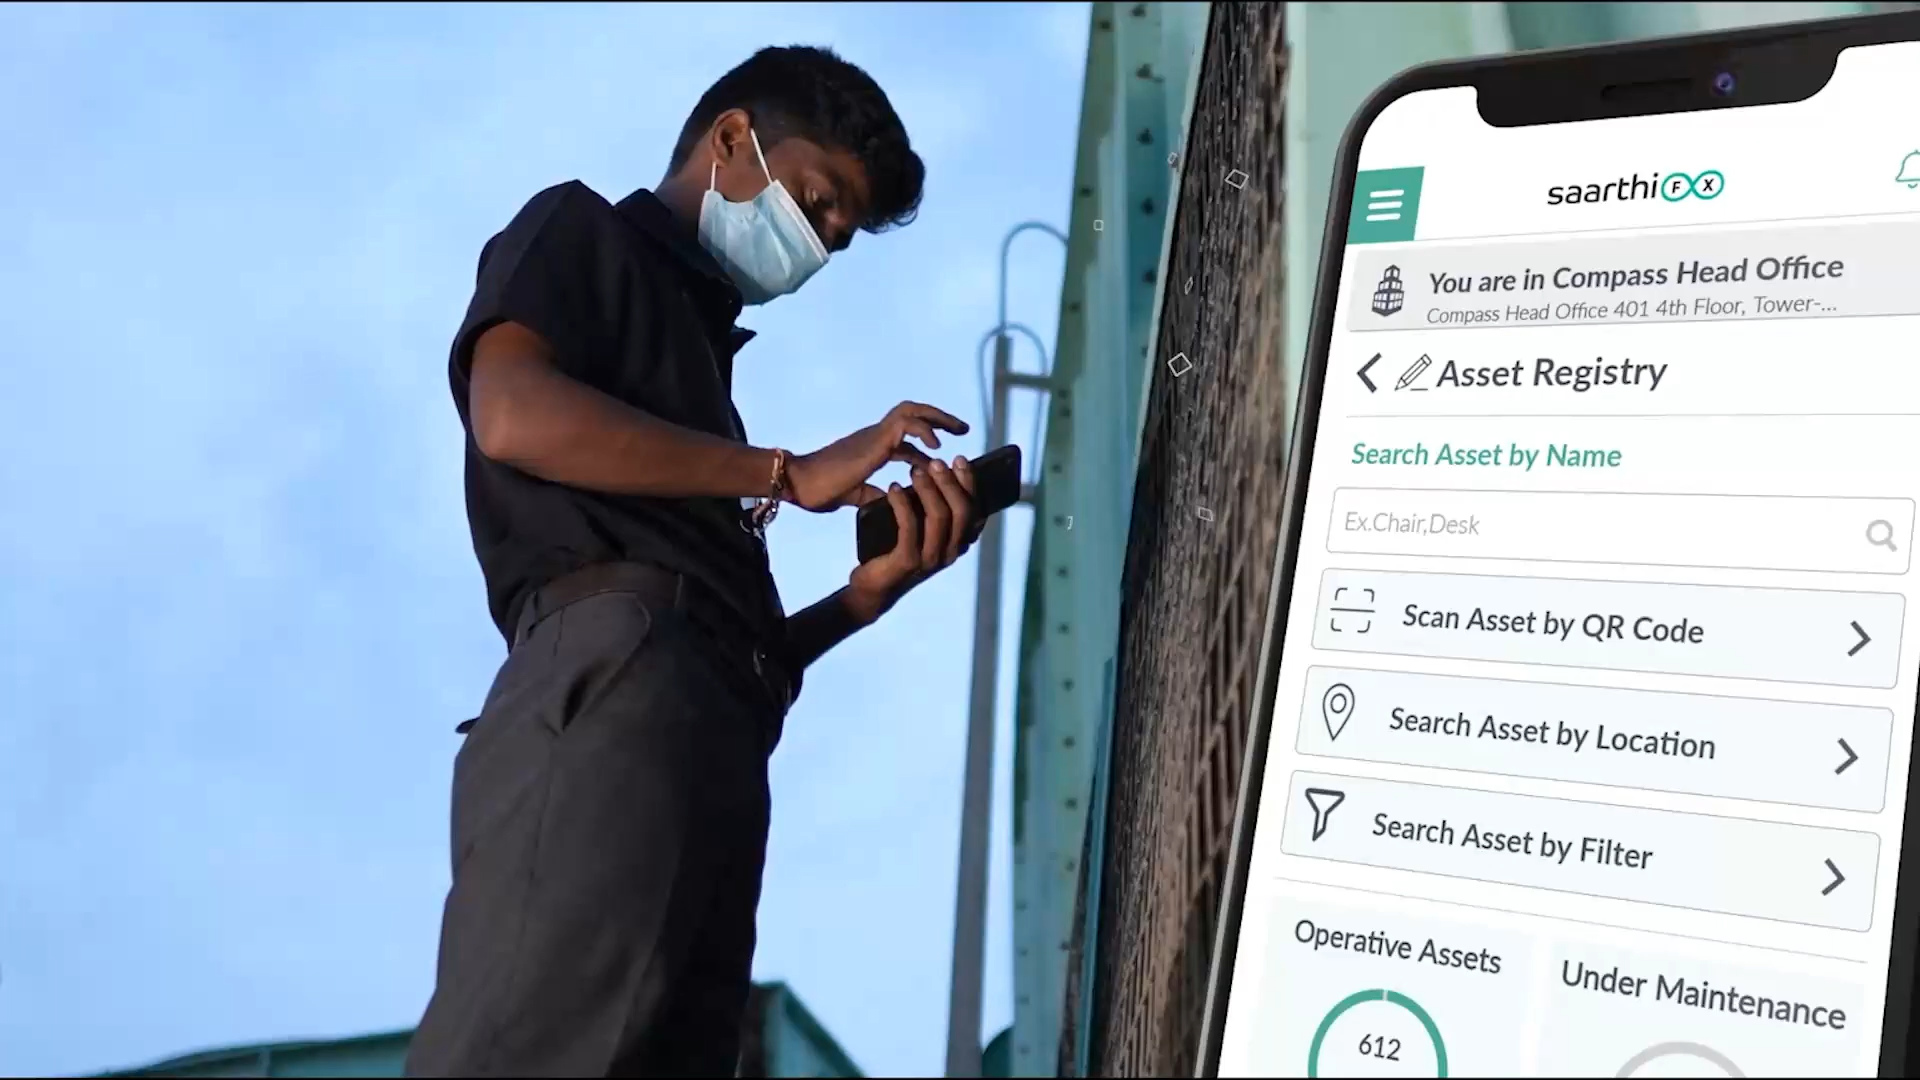 saarthi FX
You are in Compass Head Office
Compass Head Office 401 4th Floor, Tower-...
Asset Registry
Search Asset by Name
Ex.Chair,Desk
Scan Asset by QR Code
Search Asset by Location
Search Asset by Filter
Operative Assets
Under Maintenance
612